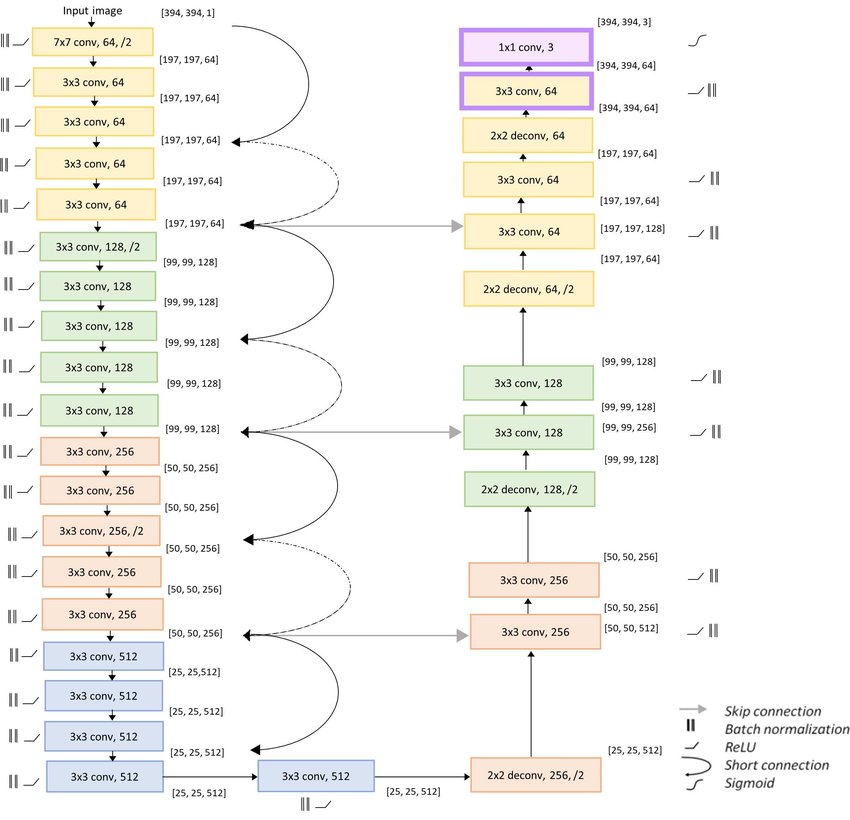 Input image
[394, 394, 1]
7x7 conv, 64, /2
[197, 197, 64]
3x3 conv, 64
[197, 197, 64]
3x3 conv, 64
[197, 197, 64]
3x3 conv, 64
[197, 197, 64]
3x3 conv, 64
[197, 197, 64]
3x3 conv, 128, /2
[99, 99, 128]
3x3 conv, 128
[99, 99, 128]
3x3 conv, 128
[99, 99, 128]
3x3 conv, 128
[99, 99, 128]
3x3 conv, 128
[99, 99, 128]
3x3 conv, 256
[50, 50, 256]
3x3 conv, 256
[50, 50, 256]
3x3 conv, 256, /2
[50, 50, 256]
3x3 conv, 256
[50, 50, 256]
3x3 conv, 256
[50, 50, 256]
3x3 conv, 512
[25, 25,512]
3x3 conv, 512
[25, 25, 512]
3x3 conv, 512
[25, 25, 512]
3x3 conv, 512
[25, 25, 512]
3x3 conv, 512
[25, 25, 512]
[394, 394, 3]
1x1 conv, 3
[394, 394, 64]
3x3 conv, 64
[394, 394, 64]
2x2 deconv, 64
[197, 197, 64]
3x3 conv, 64
[197, 197, 64]
3x3 conv, 64
[197, 197, 128]
[197, 197, 64]
2x2 deconv, 64, /2
[99, 99, 128]
3x3 conv, 128
[99, 99, 128]
3x3 conv, 128
[99, 99, 256]
[99, 99, 128]
2x2 deconv, 128, /2
[50, 50, 256]
3x3 conv, 256
[50, 50, 256]
3x3 conv, 256
[50, 50, 512]
[25, 25, 512]
2x2 deconv, 256, /2
Skip connection
Batch normalization
ReLU
Short connection
Sigmoid